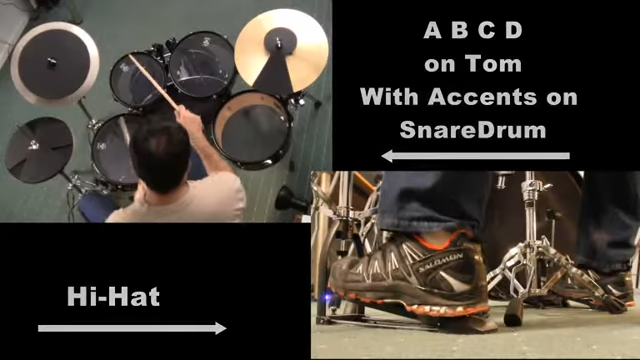 A B C D
on Tom
With Accents on
SnareDrum
SALOMON
Hi-Hat